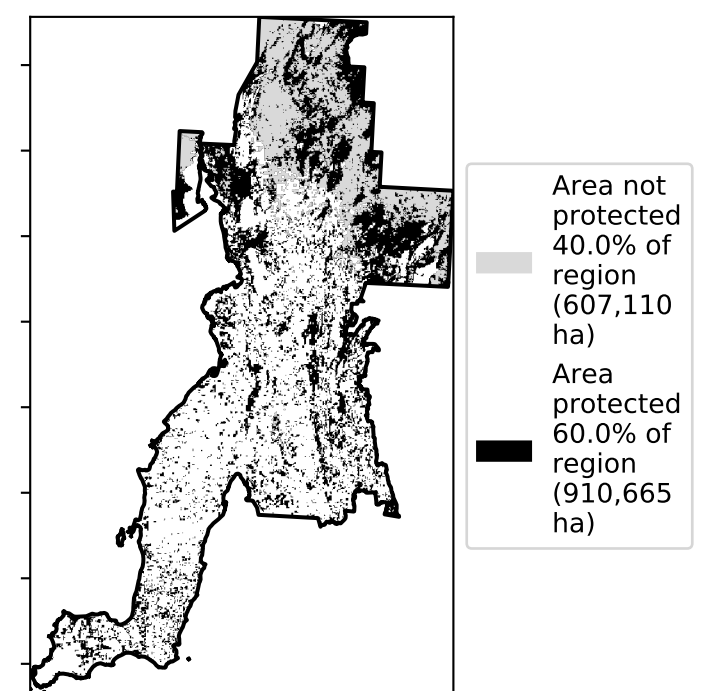 Area not
protected
40.0% of
region
(607,110
ha)
Area
protected
60.0% of
region
(910,665
ha)